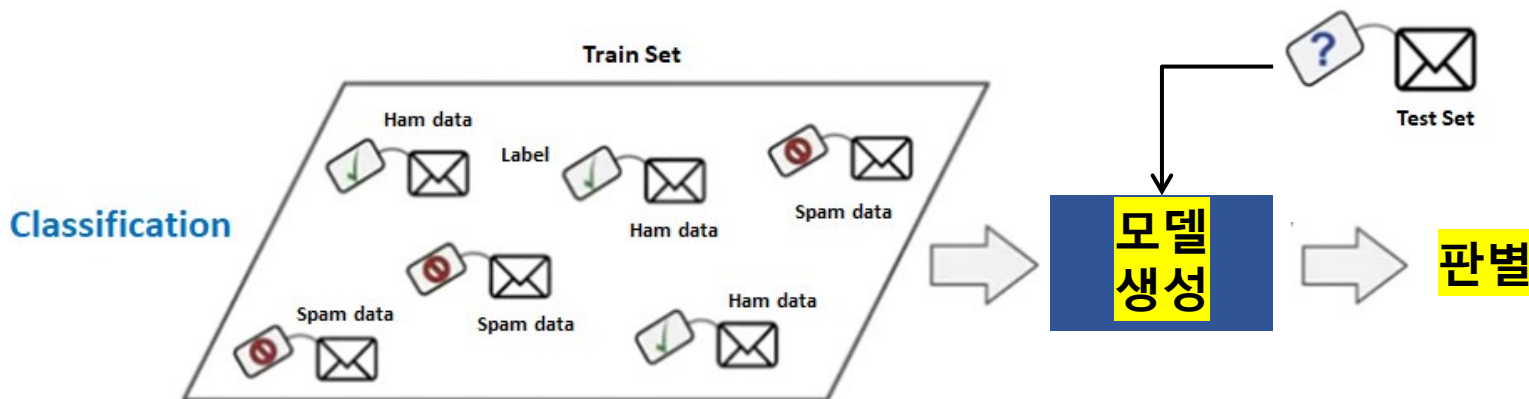 Train Set
Ham data
Label
Ham data
Spam data
Classification
Spam data
Spam data
Ham data
?
Test Set
모델
생성
판별